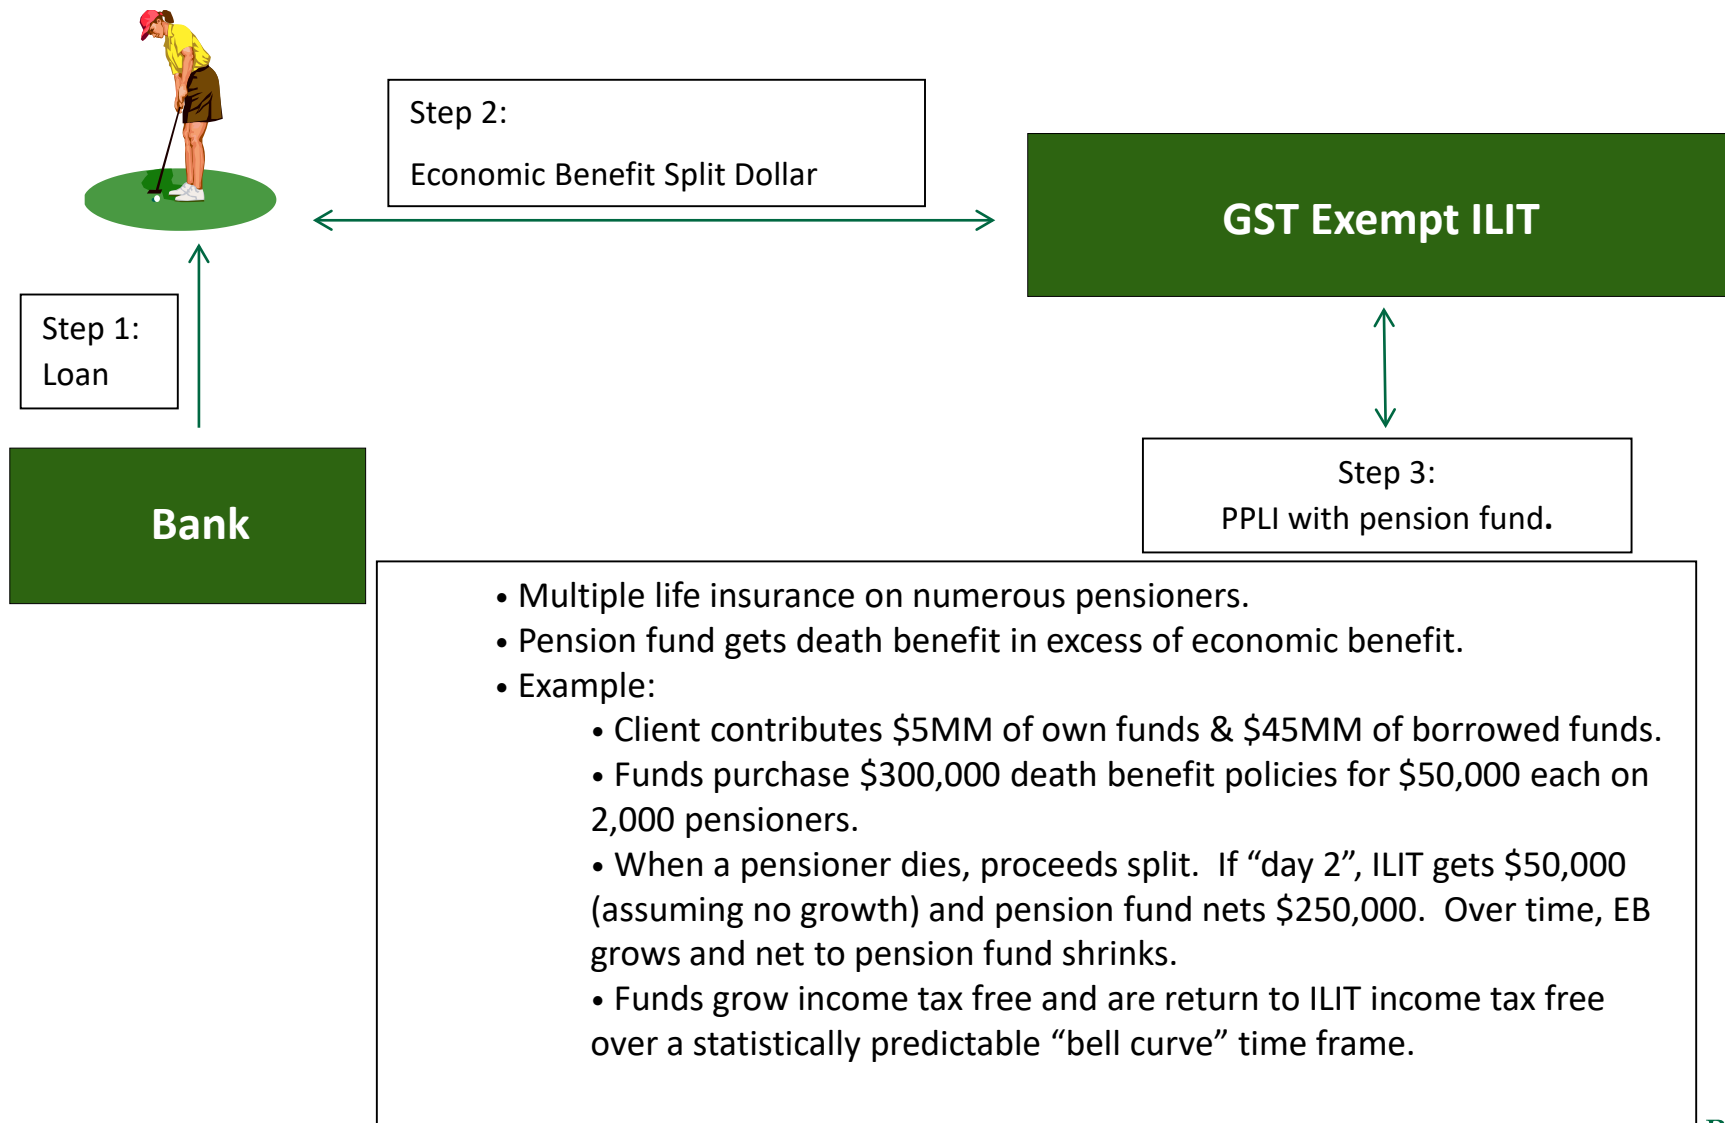 Step 2:
Economic Benefit Split Dollar
GST Exempt ILIT
Step 1:
Loan
Bank
Step 3:
PPLI with pension fund.
• Multiple life insurance on numerous pensioners.
• Pension fund gets death benefit in excess of economic benefit.
• Example:
• Client contributes $5MM of own funds & $45MM of borrowed funds.
• Funds purchase $300,000 death benefit policies for $50,000 each on
2,000 pensioners.
• When a pensioner dies, proceeds split.  If “day 2”, ILIT gets $50,000
(assuming no growth) and pension fund nets $250,000.  Over time, EB
grows and net to pension fund shrinks.
• Funds grow income tax free and are return to ILIT income tax free
over a statistically predictable “bell curve” time frame.